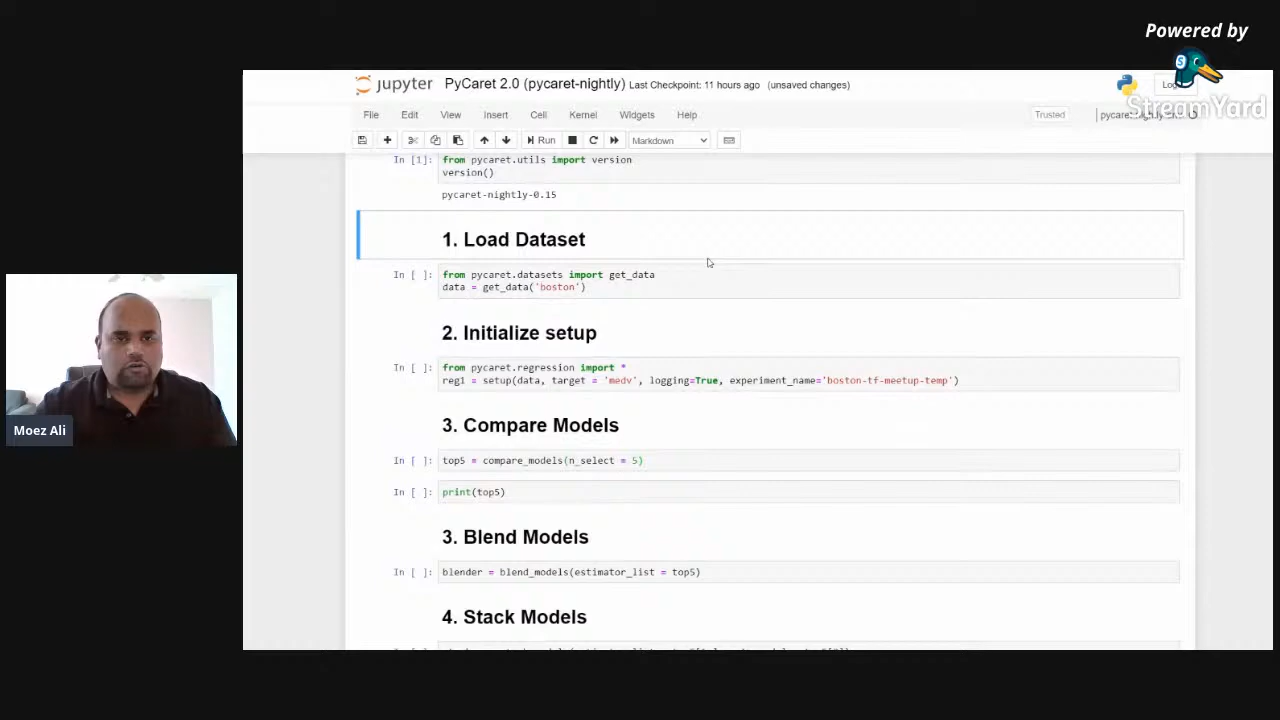 Powered by
StreamYard
jupyter PyCaret 2.0 (pycaret-nightly) Last Checkpoint: 11 hours ago (unsaved changes)
File Edit View Insert Cell Kernel Widgets Help Trusted
Run Markdown
In [1]: from pycaret.utils import version
version()
pycaret-nightly-0.15
1. Load Dataset
In [ ]: from pycaret.datasets import get_data
data = get_data('boston')
2. Initialize setup
In [ ]: from pycaret.regression import *
reg1 = setup(data, target = 'medv', logging=True, experiment_name='boston-tf-meetup-temp')
3. Compare Models
In [ ]: top5 = compare_models(n_select = 5)
In [ ]: print(top5)
3. Blend Models
In [ ]: blender = blend_models(estimator_list = top5)
4. Stack Models
Moez Ali